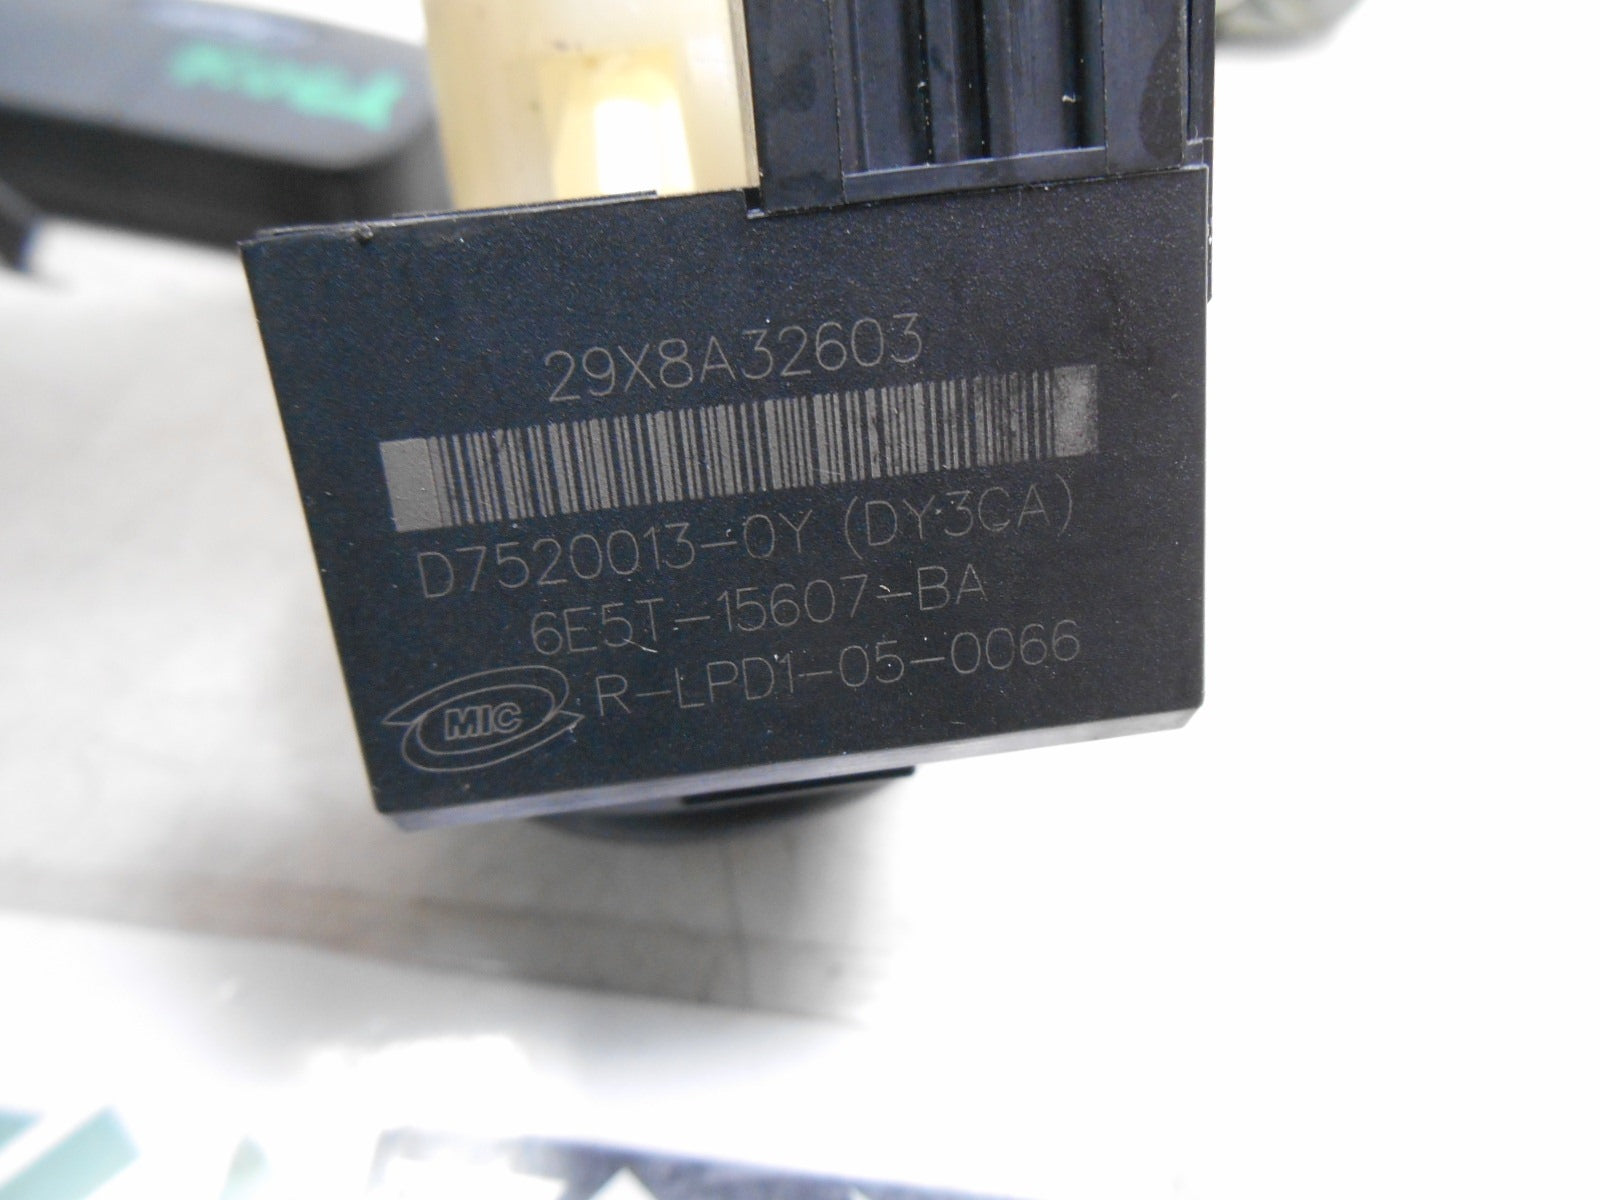 29X8A32603
D7520013-0Y (DY3CA)
6E5T-15607-BA
MIC R-LPD1-05-0066